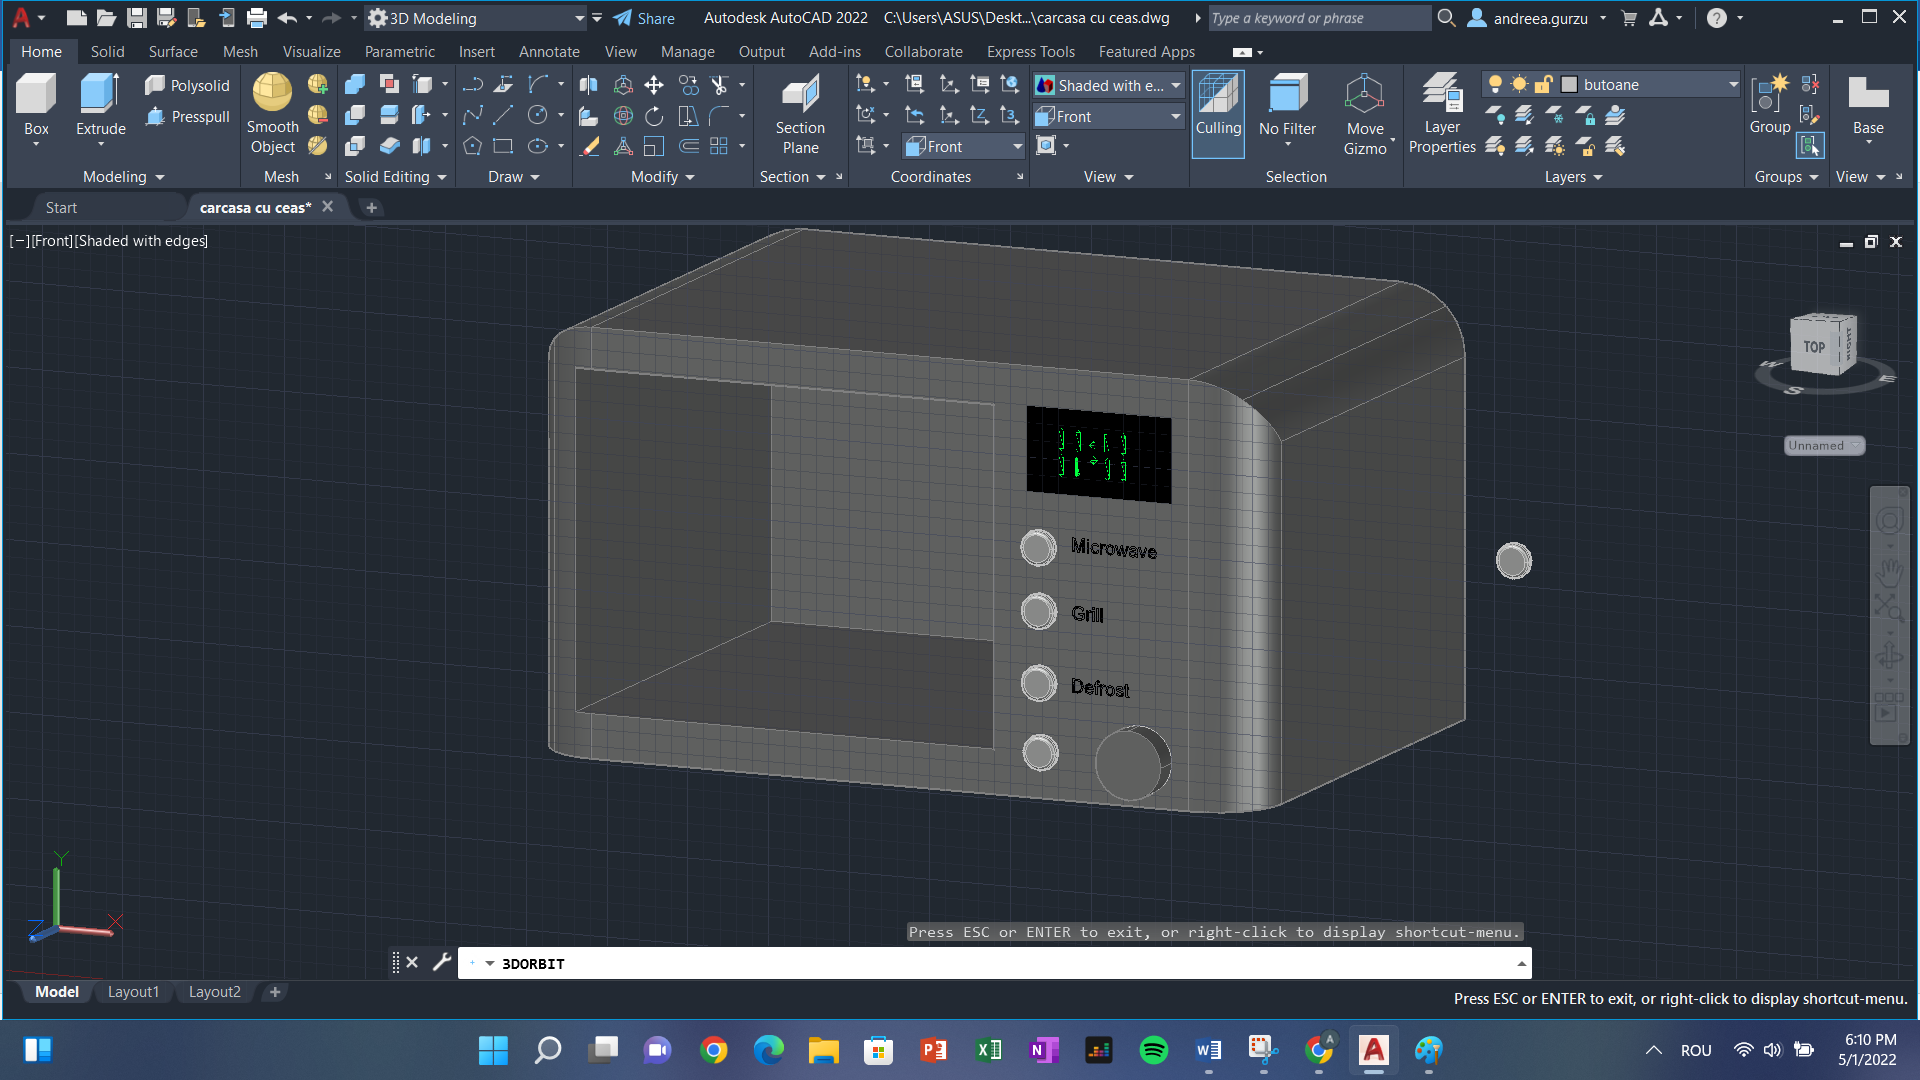 3D Modeling
Share
Autodesk AutoCAD 2022 C:\Users\ASUS\Deskt...\carcasa cu ceas.dwg
Type a keyword or phrase
andreea.gurzu
Home Solid Surface Mesh Visualize Parametric Insert Annotate View Manage Output Add-ins Collaborate Express Tools Featured Apps
Box
Extrude
Polysolid
Presspull
Modeling
Smooth
Object
Mesh
Solid Editing
Draw
Modify
Section
Plane
Section
Front
Coordinates
Shaded with e...
Front
View
Culling
No Filter
Move
Gizmo
Selection
Layer
Properties
butoane
Layers
Group
Groups
Base
View
Start
carcasa cu ceas*
[−][Front][Shaded with edges]
TOP
W
S
E
Unnamed
Microwave
Grill
Defrost
Y
X
Z
Press ESC or ENTER to exit, or right-click to display shortcut-menu.
3DORBIT
Model Layout1 Layout2
Press ESC or ENTER to exit, or right-click to display shortcut-menu.
ROU
6:10 PM
5/1/2022